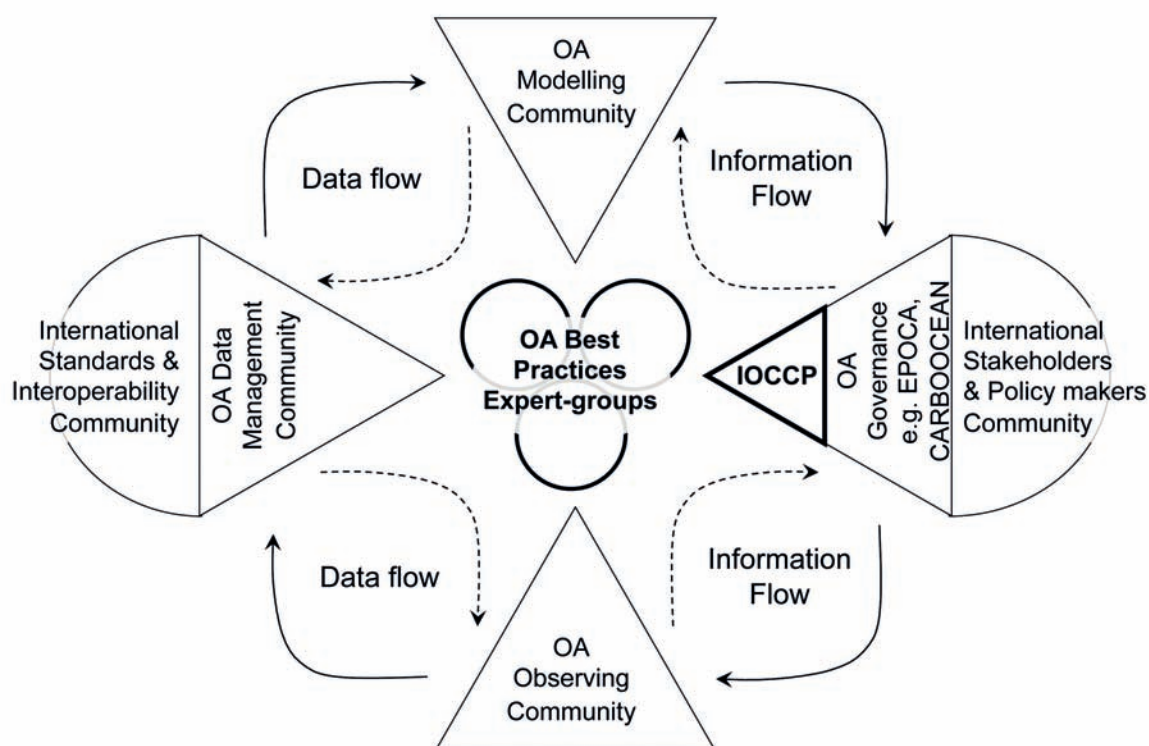 OA
Modelling
Community
Data flow
Information
Flow
International
Standards &
Interoperability
Community
OA Data
Management
Community
OA Best
Practices
Expert-groups
IOCCP
OA
Governance
e.g. EPOCA,
CARBOOCEAN
International
Stakeholders
& Policy makers
Community
Data flow
Information
Flow
OA
Observing
Community